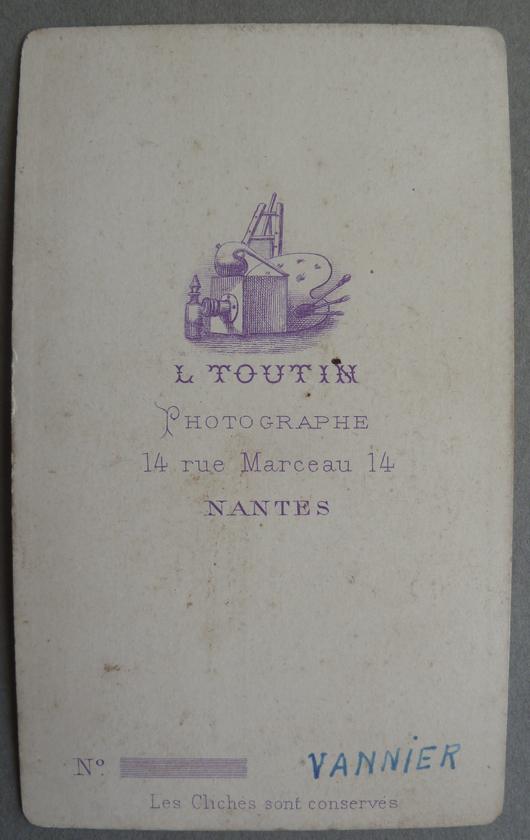 L TOUTIN
PHOTOGRAPHE
14 rue Marceau 14
NANTES
Nº. VANNiER
Les Clichés sont conservés